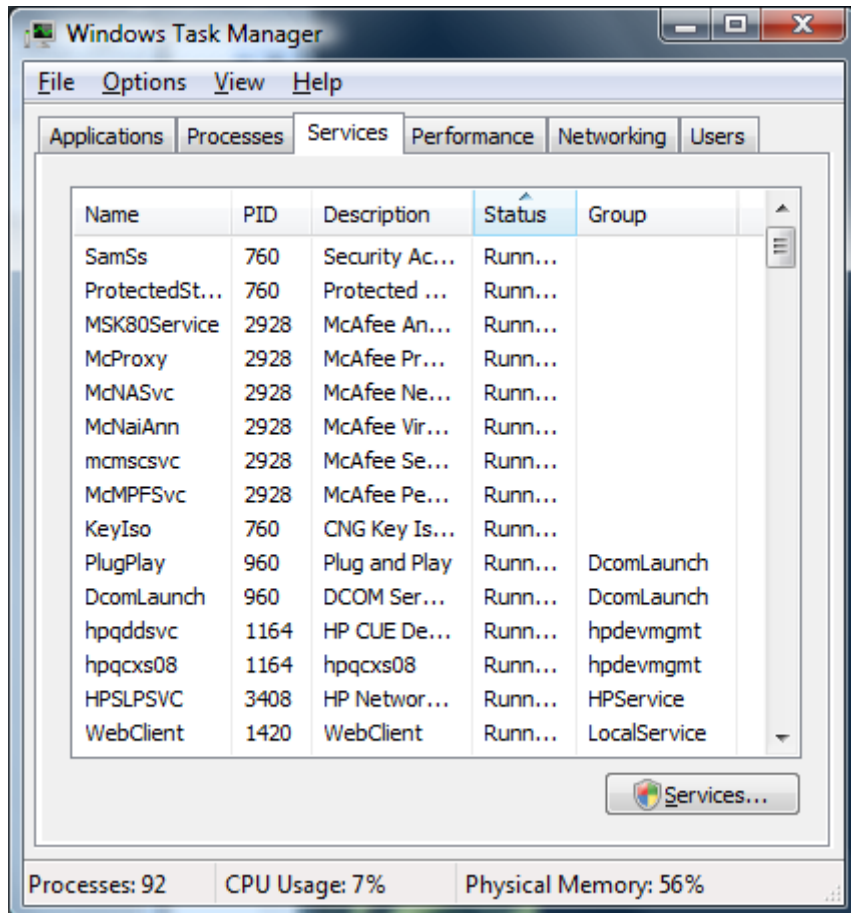 Windows Task Manager
File Options View Help
Applications Processes Services Performance Networking Users
Name PID Description Status Group
SamSs 760 Security Ac... Runn...
ProtectedSt... 760 Protected ... Runn...
MSK80Service 2928 McAfee An... Runn...
McProxy 2928 McAfee Pr... Runn...
McNASvc 2928 McAfee Ne... Runn...
McNaiAnn 2928 McAfee Vir... Runn...
mcmscsvc 2928 McAfee Se... Runn...
McMPFSvc 2928 McAfee Pe... Runn...
KeyIso 760 CNG Key Is... Runn...
PlugPlay 960 Plug and Play Runn... DcomLaunch
DcomLaunch 960 DCOM Ser... Runn... DcomLaunch
hpqddsvc 1164 HP CUE De... Runn... hpdevmgmt
hpqcxs08 1164 hpqcxs08 Runn... hpdevmgmt
HPSLPSVC 3408 HP Networ... Runn... HPService
WebClient 1420 WebClient Runn... LocalService
Services...
Processes: 92 CPU Usage: 7% Physical Memory: 56%